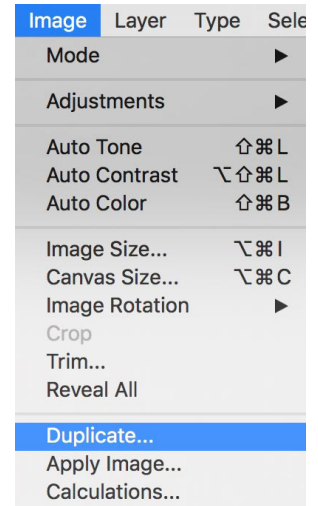 Image Layer Type Sele
Mode ▶
Adjustments ▶
Auto Tone ⇧⌘L
Auto Contrast ⌥⇧⌘L
Auto Color ⇧⌘B
Image Size... ⌥⌘I
Canvas Size... ⌥⌘C
Image Rotation ▶
Crop
Trim...
Reveal All
Duplicate...
Apply Image...
Calculations...